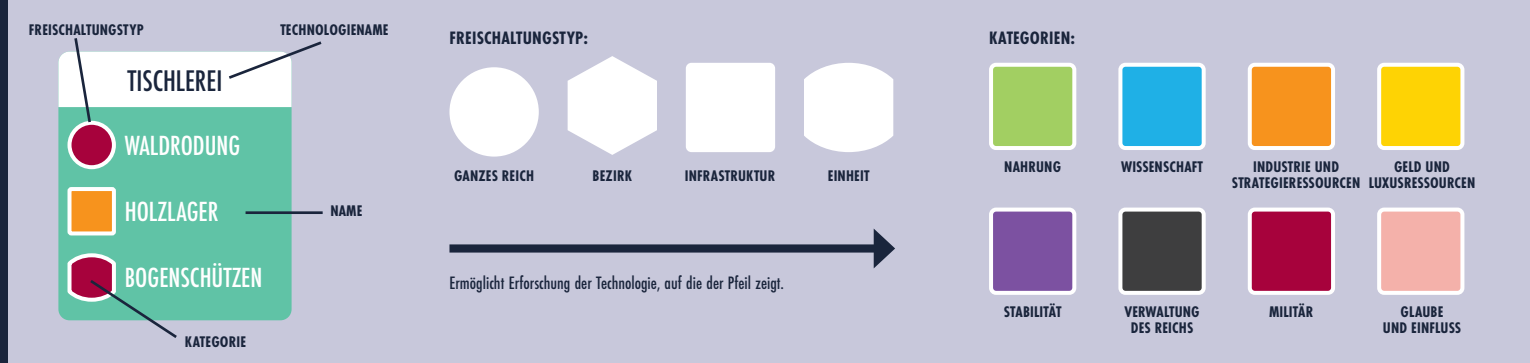 FREISCHALTUNGSTYP
TECHNOLOGIENAME
TISCHLEREI
WALDRODUNG
HOLZLAGER
NAME
BOGENSCHÜTZEN
KATEGORIE
FREISCHALTUNGSTYP:
GANZES REICH
BEZIRK
INFRASTRUKTUR
EINHEIT
Ermöglicht Erforschung der Technologie, auf die der Pfeil zeigt.
KATEGORIEN:
NAHRUNG
WISSENSCHAFT
INDUSTRIE UND
STRATEGIERESSOURCEN
GELD UND
LUXUSRESSOURCEN
STABILITÄT
VERWALTUNG
DES REICHS
MILITÄR
GLAUBE
UND EINFLUSS